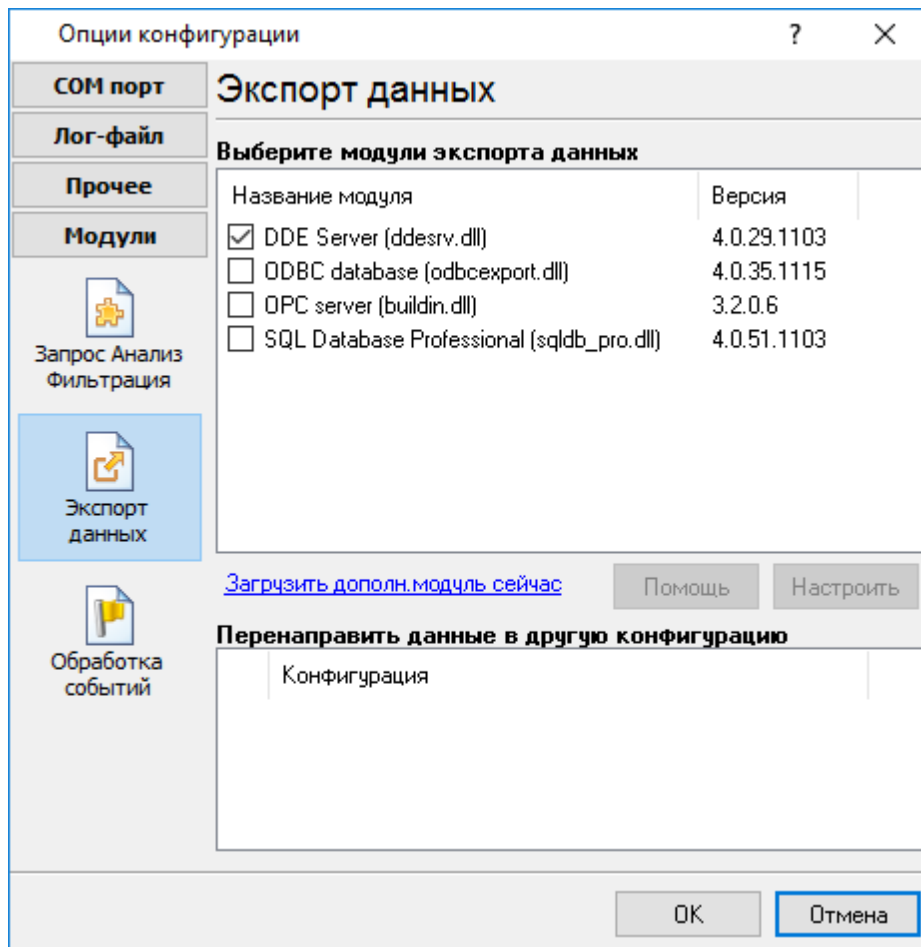 Опции конфигурации
?
COM порт
Лог-файл
Прочее
Модули
Запрос Анализ
Фильтрация
Экспорт
данных
Обработка
событий
Экспорт данных
Выберите модули экспорта данных
Название модуля Версия
DDE Server (ddesrv.dll) 4.0.29.1103
ODBC database (odbcexport.dll) 4.0.35.1115
OPC server (buildin.dll) 3.2.0.6
SQL Database Professional (sqldb_pro.dll) 4.0.51.1103
Загрузить дополн.модуль сейчас
Помощь
Настроить
Перенаправить данные в другую конфигурацию
Конфигурация
OK
Отмена